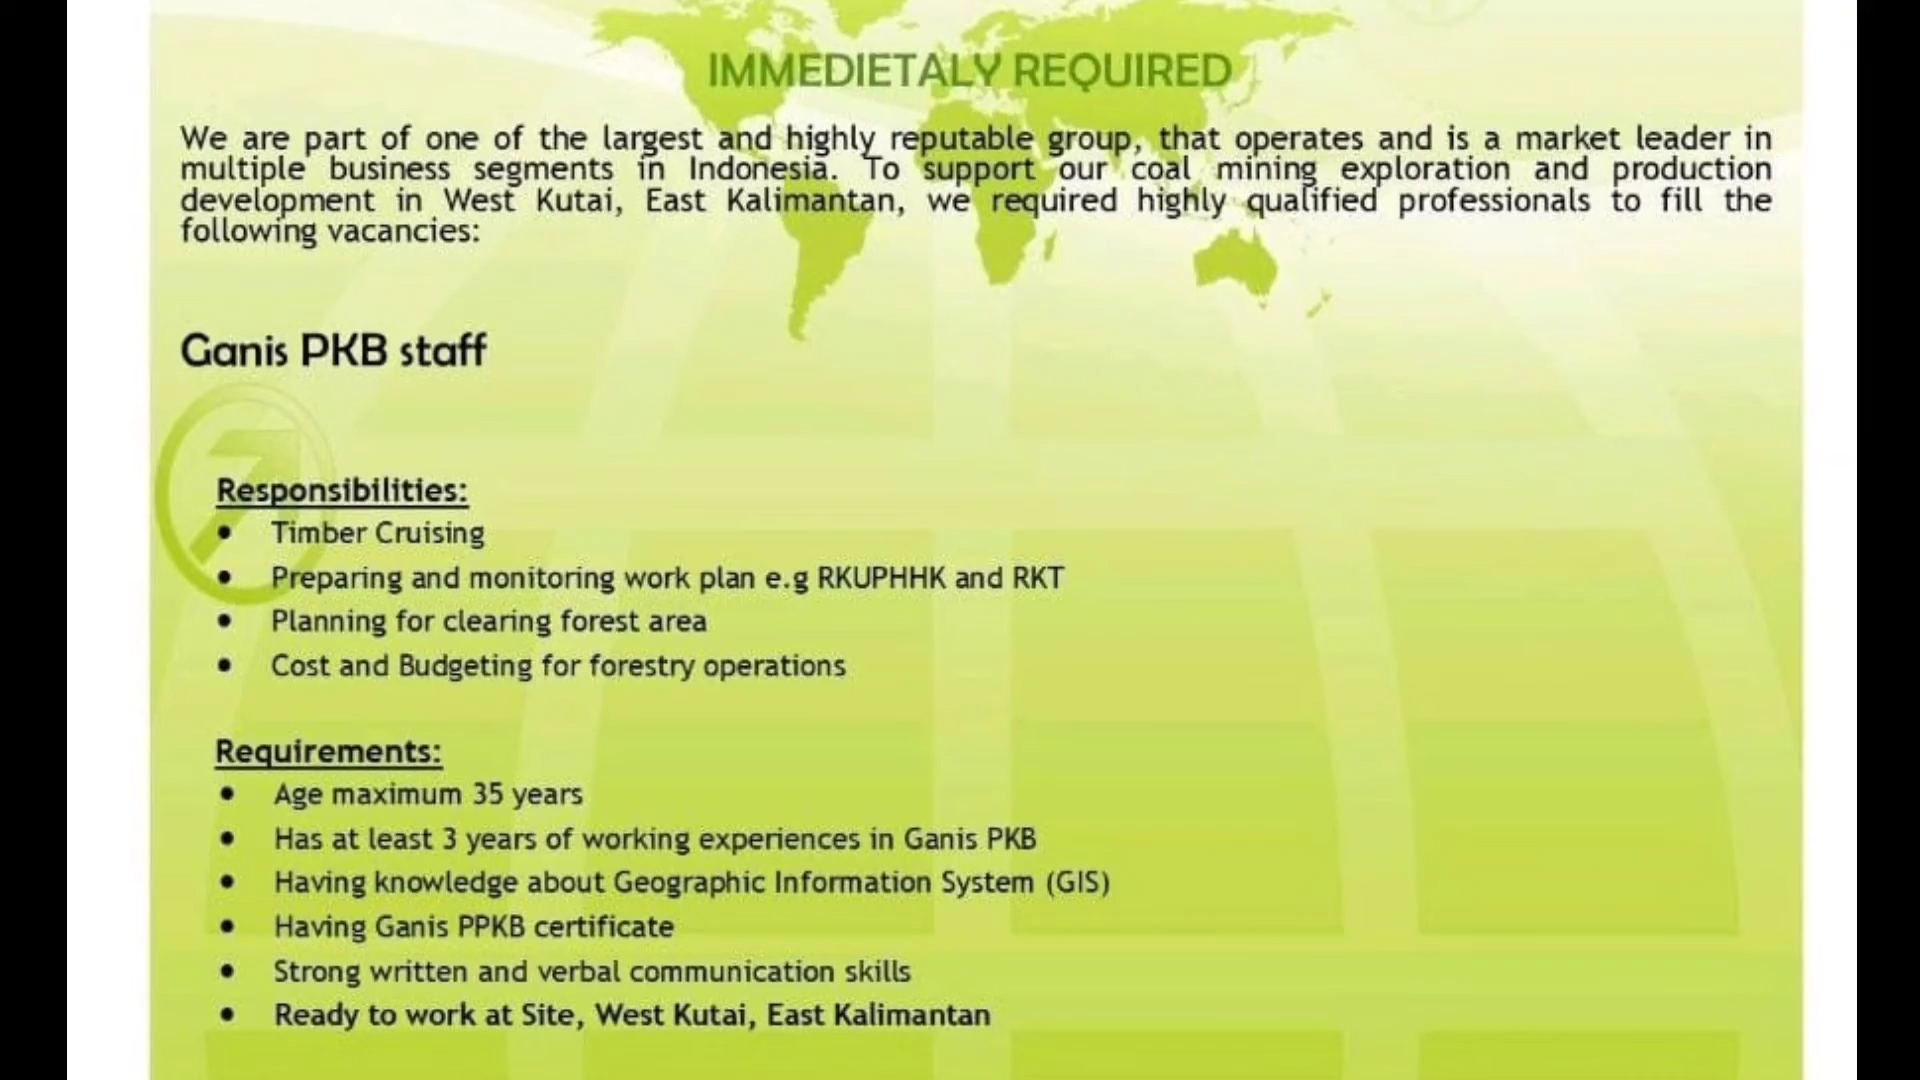 IMMEDIETALY REQUIRED
We are part of one of the largest and highly reputable group, that operates and is a market leader in
multiple business segments in Indonesia. To support our coal mining exploration and production
development in West Kutai, East Kalimantan, we required highly qualified professionals to fill the
following vacancies:
Ganis PKB staff
Responsibilities:
• Timber Cruising
• Preparing and monitoring work plan e.g RKUPHHK and RKT
• Planning for clearing forest area
• Cost and Budgeting for forestry operations
Requirements:
• Age maximum 35 years
• Has at least 3 years of working experiences in Ganis PKB
• Having knowledge about Geographic Information System (GIS)
• Having Ganis PPKB certificate
• Strong written and verbal communication skills
• Ready to work at Site, West Kutai, East Kalimantan